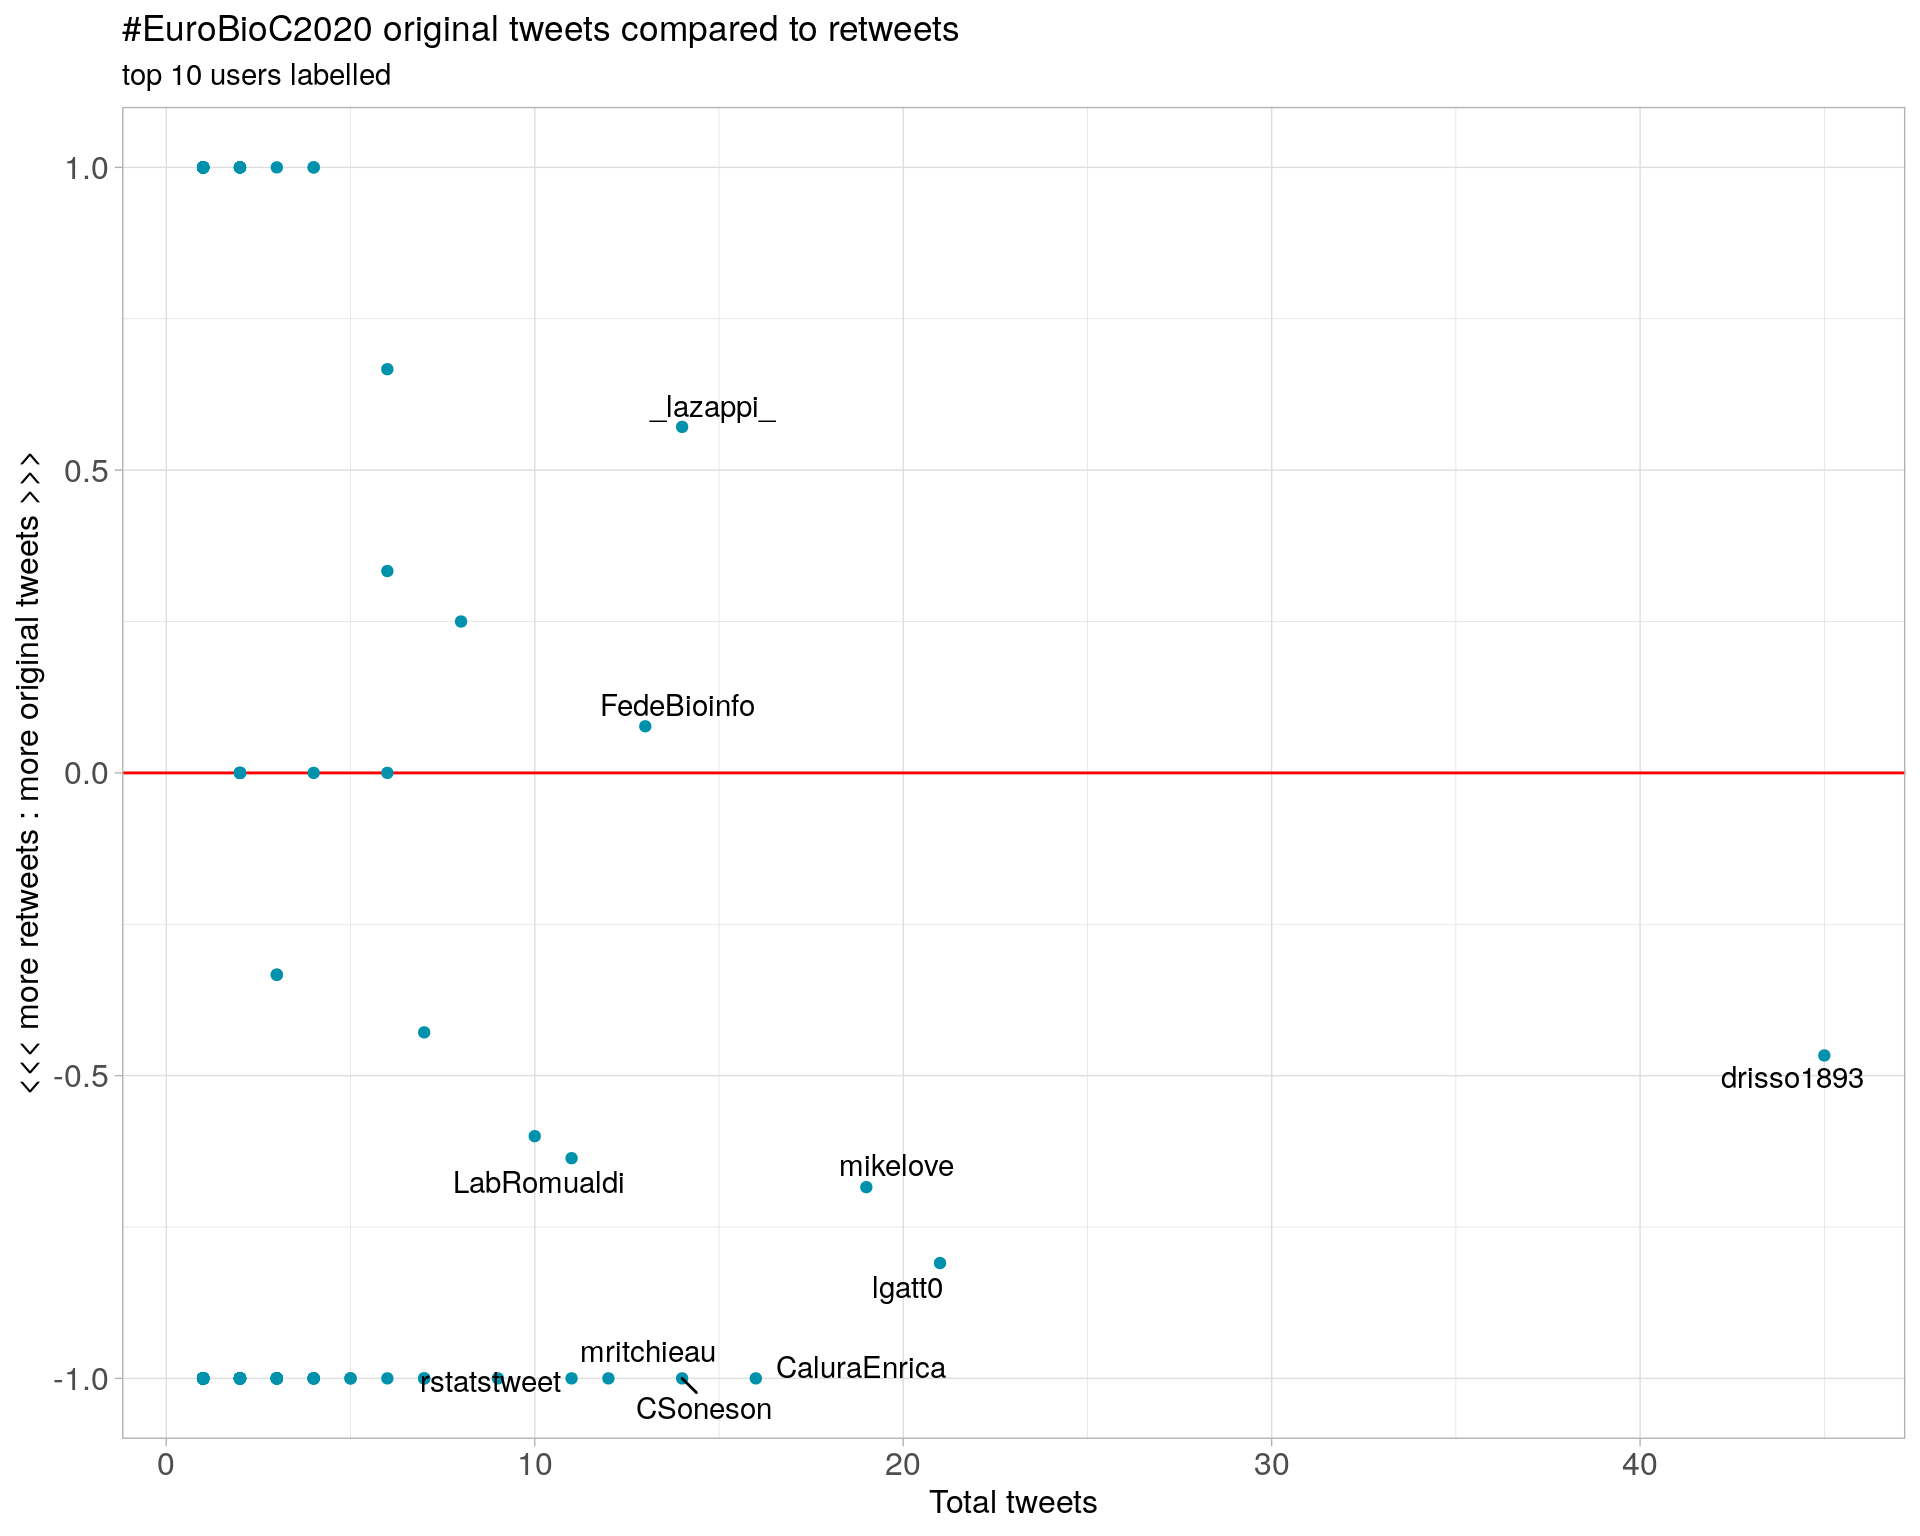 #EuroBioC2020 original tweets compared to retweets
top 10 users labelled
<<< more retweets : more original tweets >>>
1.0
0.5
0.0
-0.5
-1.0
_lazappi_
FedeBioinfo
drisso1893
mikelove
LabRomualdi
lgatt0
mritchieau
CaluraEnrica
rstatstweet
CSoneson
0
10
20
30
40
Total tweets